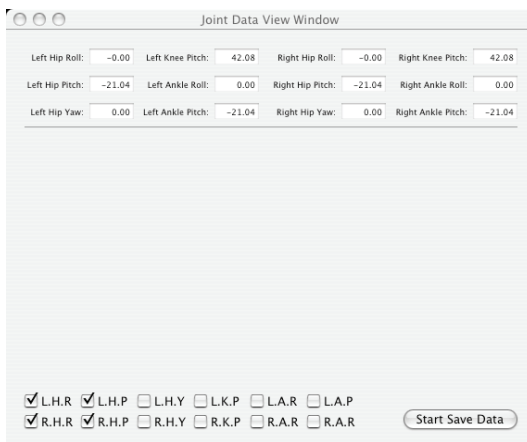 Joint Data View Window
Left Hip Roll: -0.00 Left Knee Pitch: 42.08 Right Hip Roll: -0.00 Right Knee Pitch: 42.08
Left Hip Pitch: -21.04 Left Ankle Roll: 0.00 Right Hip Pitch: -21.04 Right Ankle Roll: 0.00
Left Hip Yaw: 0.00 Left Ankle Pitch: -21.04 Right Hip Yaw: 0.00 Right Ankle Pitch: -21.04
L.H.R L.H.P L.H.Y L.K.P L.A.R L.A.P
R.H.R R.H.P R.H.Y R.K.P R.A.R R.A.R Start Save Data